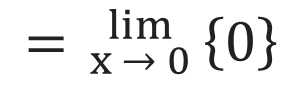 = lim x → 0 {0}